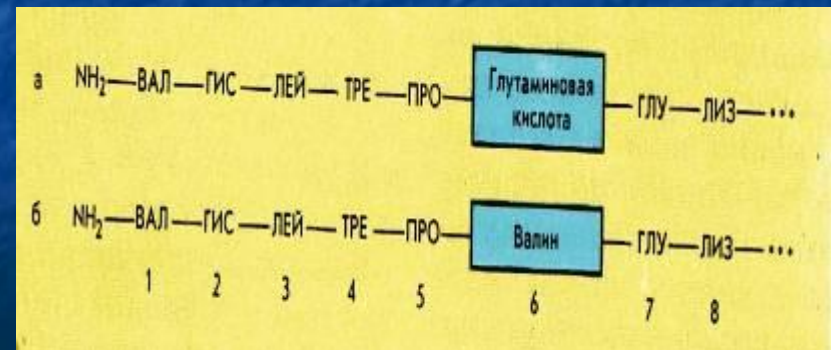 а NH₂—ВАЛ—ГИС—ЛЕЙ—ТРЕ—ПРО—Глутаминовая кислота—ГЛУ—ЛИЗ—...
б NH₂—ВАЛ—ГИС—ЛЕЙ—ТРЕ—ПРО—Валин—ГЛУ—ЛИЗ—...
1 2 3 4 5 6 7 8